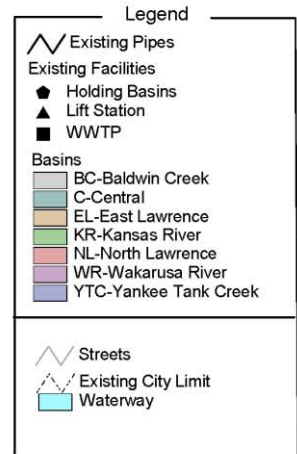 Legend
Existing Pipes
Existing Facilities
Holding Basins
Lift Station
WWTP
Basins
BC-Baldwin Creek
C-Central
EL-East Lawrence
KR-Kansas River
NL-North Lawrence
WR-Wakarusa River
YTC-Yankee Tank Creek
Streets
Existing City Limit
Waterway